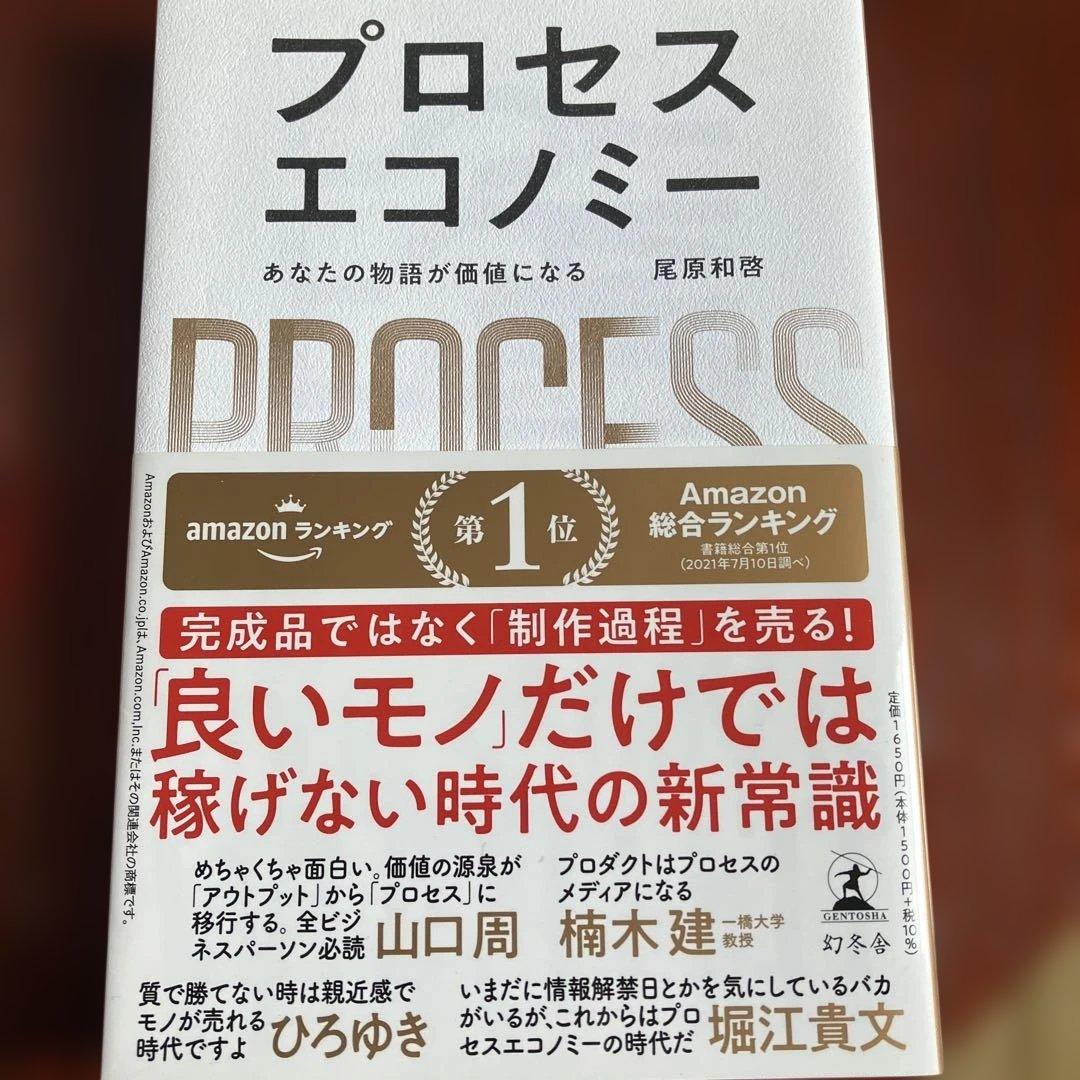 プロセス
エコノミー
あなたの物語が価値になる 尾原和啓
PROCESS
amazon ランキング
第1位
Amazon
総合ランキング
書籍総合第1位
(2021年7月10日調べ)
完成品ではなく「制作過程」を売る!
「良いモノ」だけでは
稼げない時代の新常識
めちゃくちゃ面白い。価値の源泉が
「アウトプット」から「プロセス」に
移行する。全ビジ
ネスパーソン必読 山口周
プロダクトはプロセスの
メディアになる
楠木建 一橋大学
教授
質で勝てない時は親近感で
モノが売れる
時代ですよ ひろゆき
いまだに情報解禁日とかを気にしているバカ
がいるが、これからはプロ
セスエコノミーの時代だ 堀江貴文
GENTOSHA
幻冬舎
定価1650円(本体1500円+税10%)
AmazonおよびAmazon.co.jpは、Amazon.com,Inc.またはその関連会社の商標です。